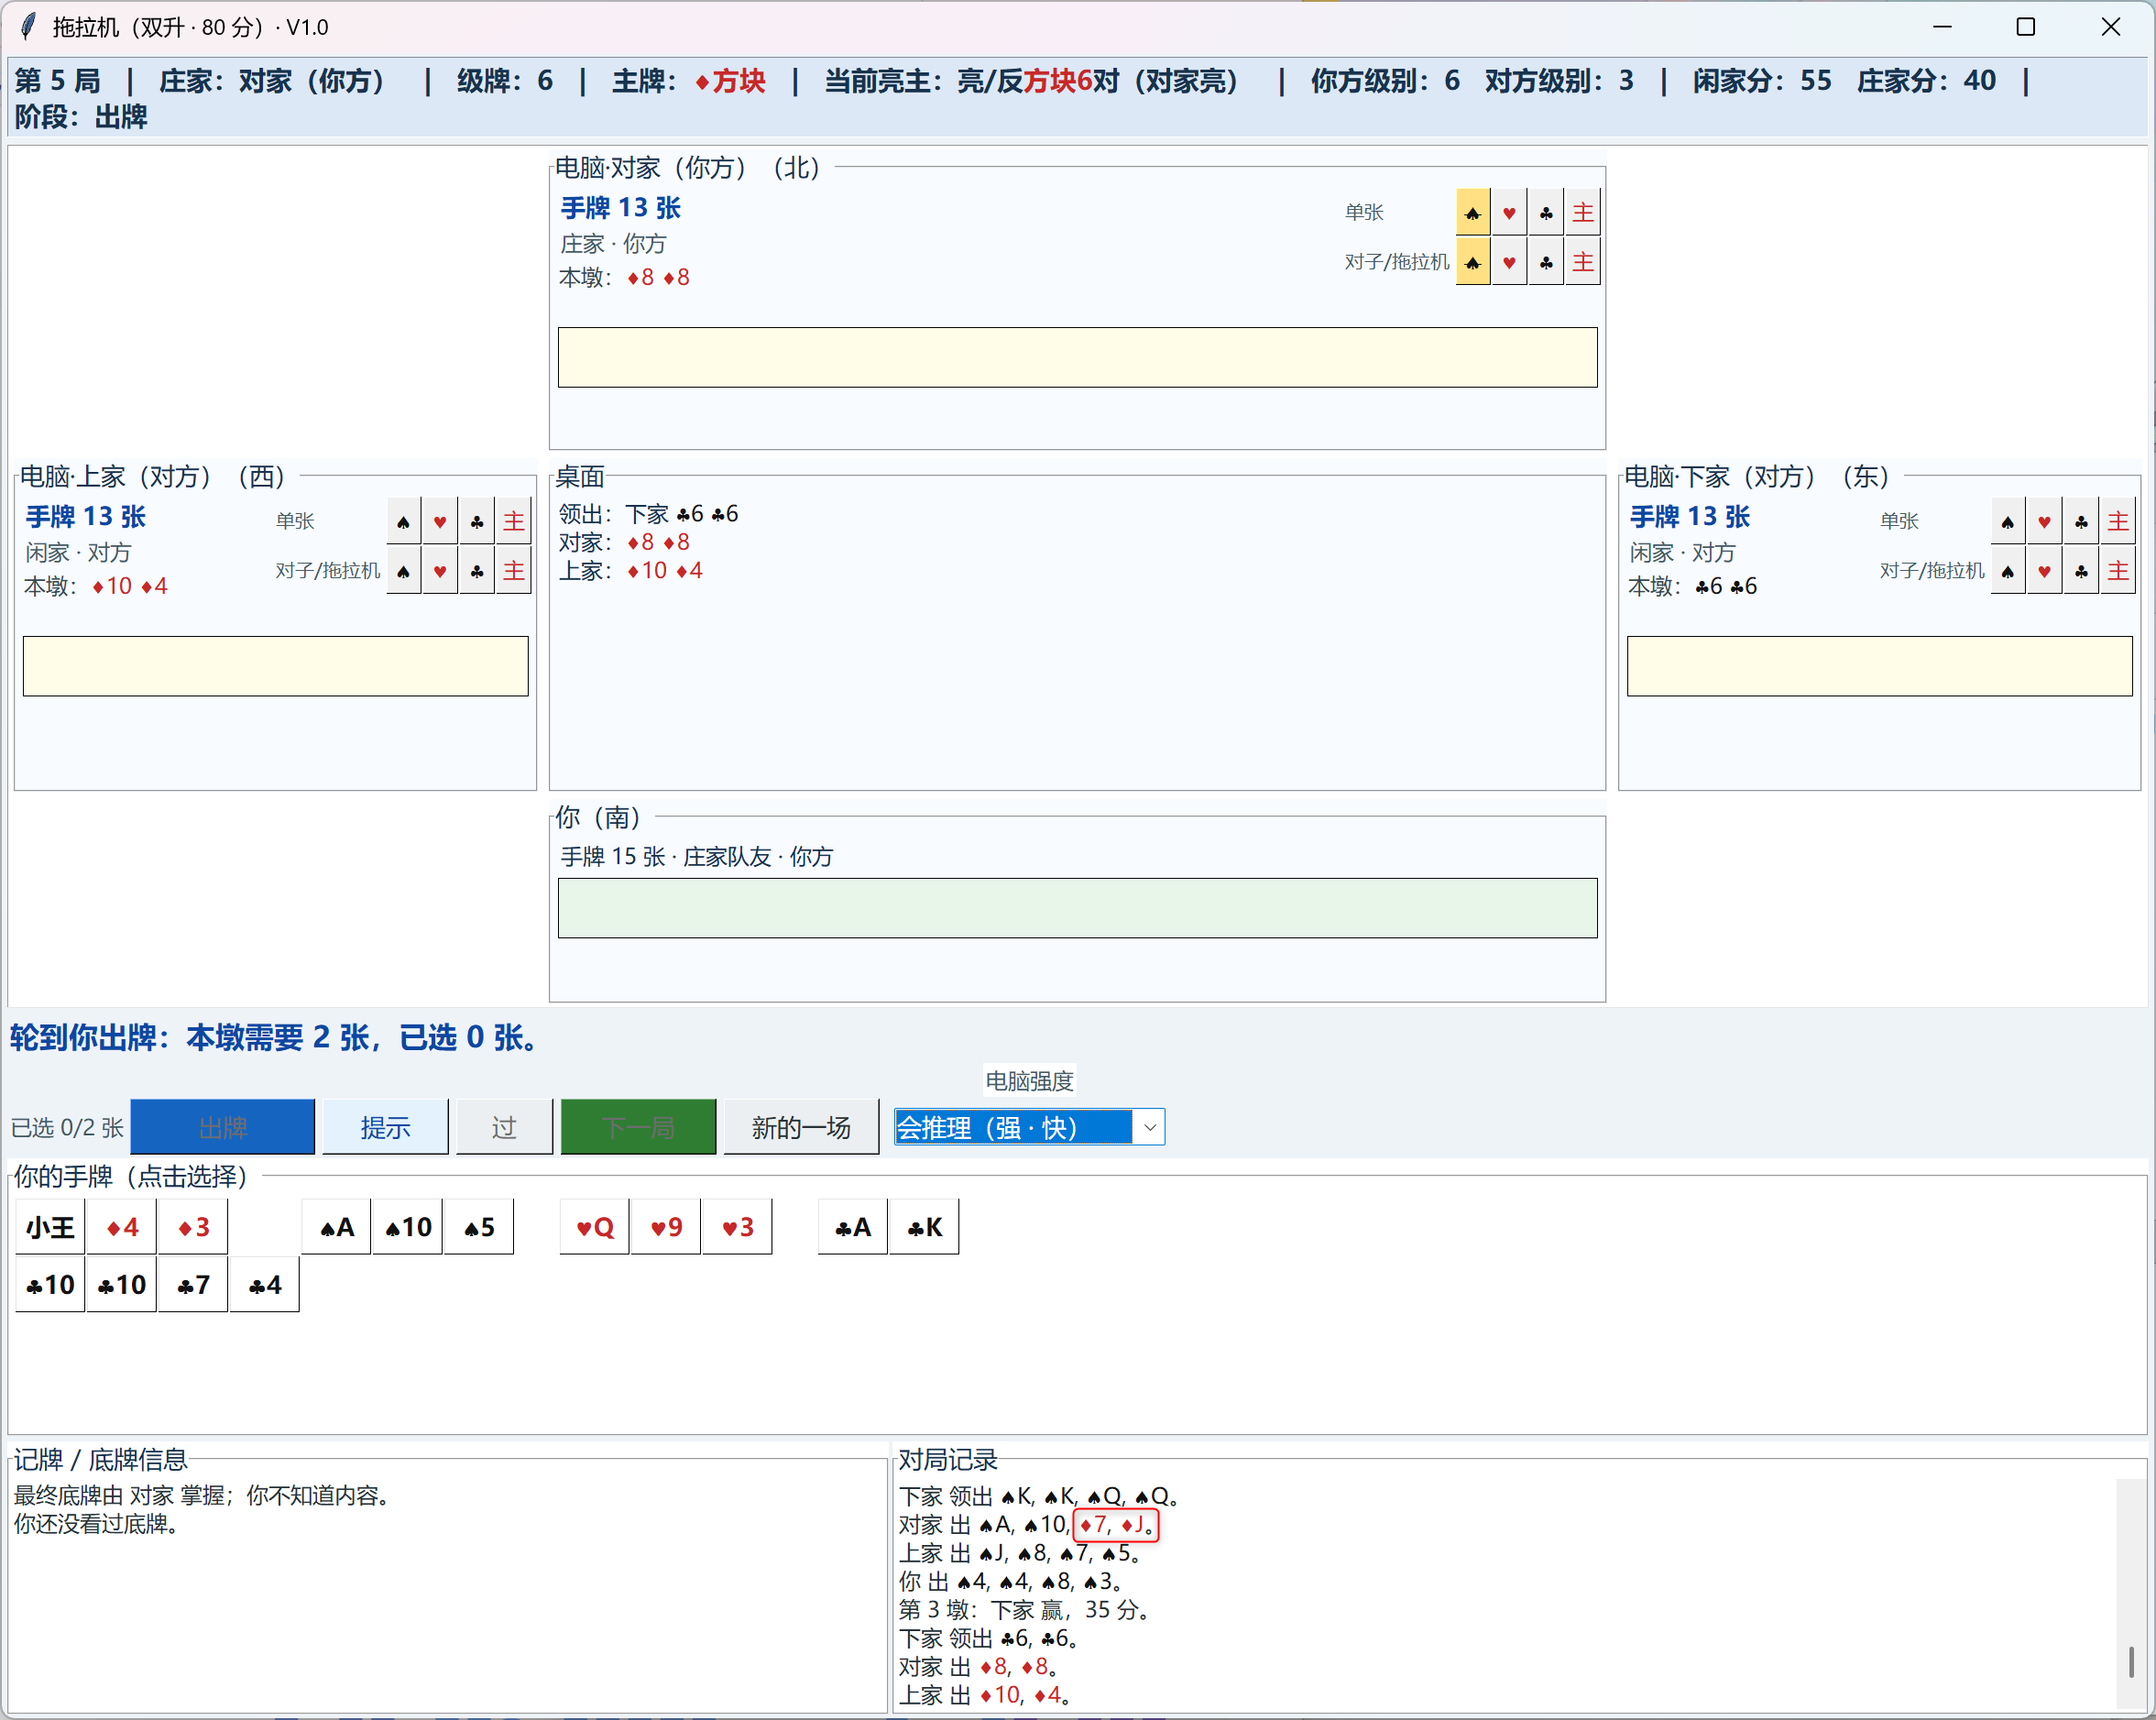 拖拉机（双升 · 80 分）· V1.0
第 5 局 | 庄家：对家（你方） | 级牌：6 | 主牌：♦方块 | 当前亮主：亮/反方块6对（对家亮） | 你方级别：6 对方级别：3 | 闲家分：55 庄家分：40 |
阶段：出牌
电脑·对家（你方）（北）
手牌 13 张
单张 ♠ ♥ ♣ 主
庄家 · 你方
对子/拖拉机 ♠ ♥ ♣ 主
本墩：♦8 ♦8
电脑·上家（对方）（西）
手牌 13 张
单张 ♠ ♥ ♣ 主
闲家 · 对方
对子/拖拉机 ♠ ♥ ♣ 主
本墩：♦10 ♦4
桌面
领出：下家 ♣6 ♣6
对家：♦8 ♦8
上家：♦10 ♦4
电脑·下家（对方）（东）
手牌 13 张
单张 ♠ ♥ ♣ 主
闲家 · 对方
对子/拖拉机 ♠ ♥ ♣ 主
本墩：♣6 ♣6
你（南）
手牌 15 张 · 庄家队友 · 你方
轮到你出牌：本墩需要 2 张，已选 0 张。
电脑强度
已选 0/2 张 出牌 提示 过 下一局 新的一场 会推理（强 · 快）
你的手牌（点击选择）
小王 ♦4 ♦3 ♠A ♠10 ♠5 ♥Q ♥9 ♥3 ♣A ♣K
♣10 ♣10 ♣7 ♣4
记牌 / 底牌信息
最终底牌由 对家 掌握；你不知道内容。
你还没看过底牌。
对局记录
下家 领出 ♠K, ♠K, ♠Q, ♠Q。
对家 出 ♠A, ♠10, ♦7, ♦J。
上家 出 ♠J, ♠8, ♠7, ♠5。
你 出 ♠4, ♠4, ♠8, ♠3。
第 3 墩：下家 赢，35 分。
下家 领出 ♣6, ♣6。
对家 出 ♦8, ♦8。
上家 出 ♦10, ♦4。